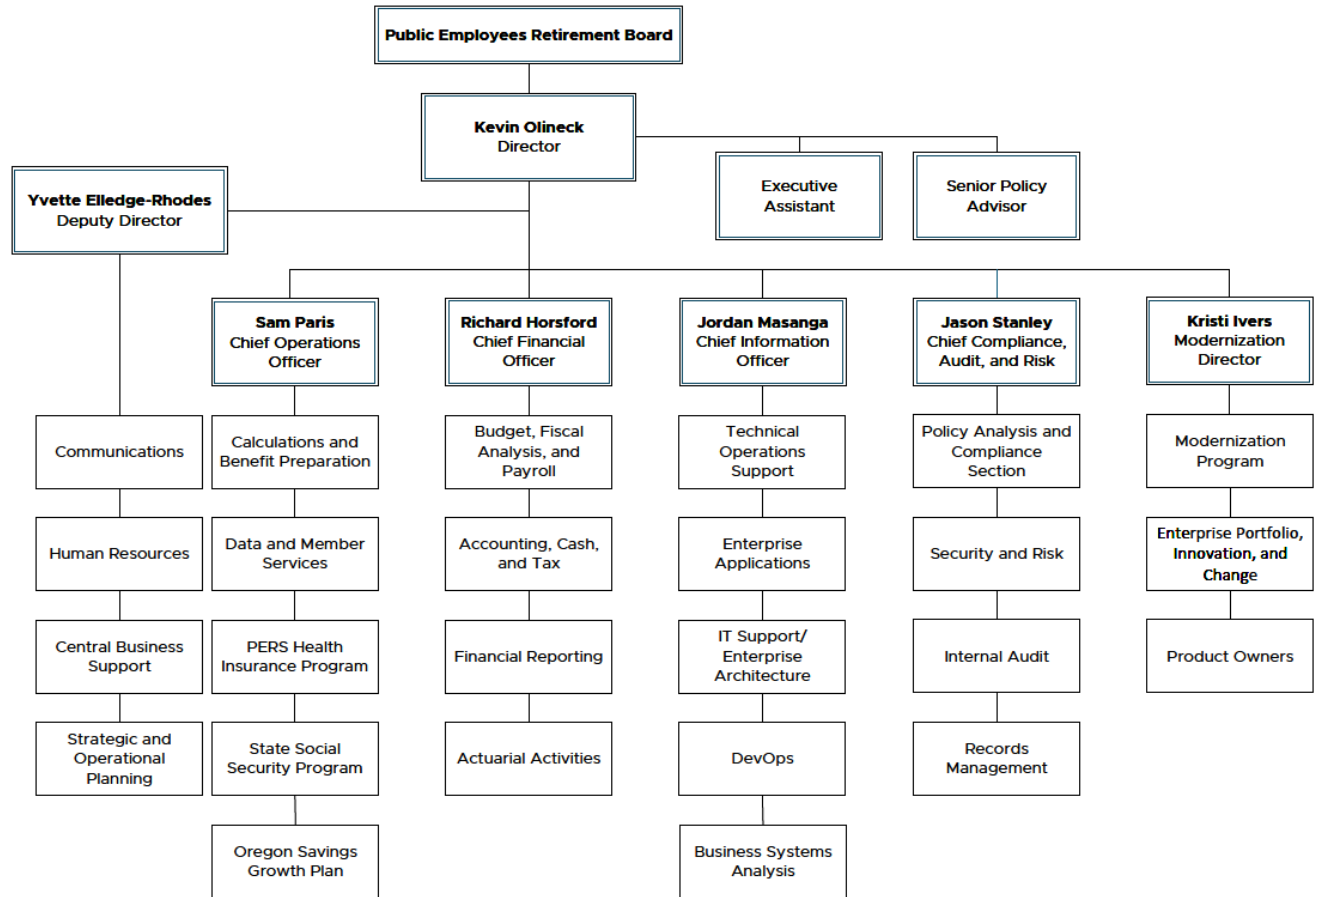 Public Employees Retirement Board
Kevin Olineck
Director
Executive
Assistant
Senior Policy
Advisor
Yvette Elledge-Rhodes
Deputy Director
Sam Paris
Chief Operations
Officer
Richard Horsford
Chief Financial
Officer
Jordan Masanga
Chief Information
Officer
Jason Stanley
Chief Compliance,
Audit, and Risk
Kristi Ivers
Modernization
Director
Communications
Human Resources
Central Business
Support
Strategic and
Operational
Planning
Calculations and
Benefit Preparation
Data and Member
Services
PERS Health
Insurance Program
State Social
Security Program
Oregon Savings
Growth Plan
Budget, Fiscal
Analysis, and
Payroll
Accounting, Cash,
and Tax
Financial Reporting
Actuarial Activities
Technical
Operations
Support
Enterprise
Applications
IT Support/
Enterprise
Architecture
DevOps
Business Systems
Analysis
Policy Analysis and
Compliance
Section
Security and Risk
Internal Audit
Records
Management
Modernization
Program
Enterprise Portfolio,
Innovation, and
Change
Product Owners